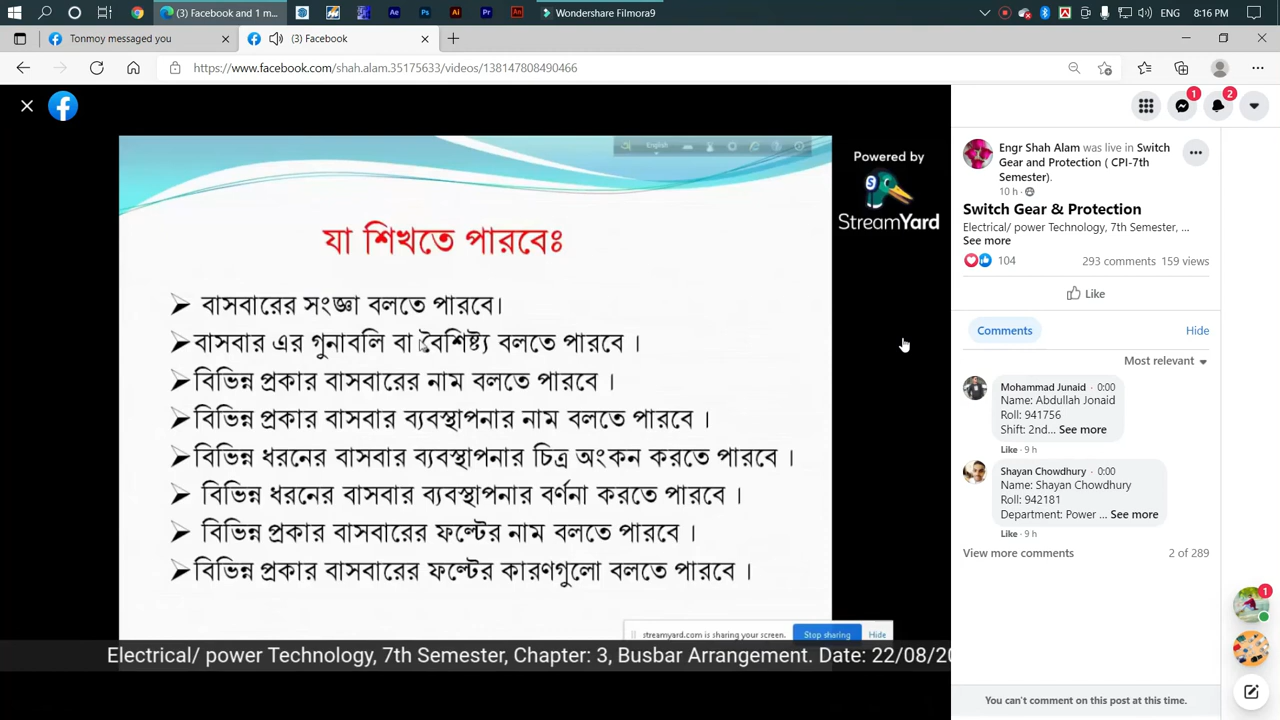 (3) Facebook and 1 m...
Wondershare Filmora9
ENG
8:16 PM
Tonmoy messaged you
(3) Facebook
https://www.facebook.com/shah.alam.35175633/videos/138147808490466
English
যা শিখতে পারবেঃ
বাসবারের সংজ্ঞা বলতে পারবে।
বাসবার এর গুনাবলি বা বৈশিষ্ট্য বলতে পারবে ।
বিভিন্ন প্রকার বাসবারের নাম বলতে পারবে ।
বিভিন্ন প্রকার বাসবার ব্যবস্থাপনার নাম বলতে পারবে ।
বিভিন্ন ধরনের বাসবার ব্যবস্থাপনার চিত্র অংকন করতে পারবে ।
বিভিন্ন ধরনের বাসবার ব্যবস্থাপনার বর্ণনা করতে পারবে ।
বিভিন্ন প্রকার বাসবারের ফল্টের নাম বলতে পারবে ।
বিভিন্ন প্রকার বাসবারের ফল্টের কারণগুলো বলতে পারবে ।
streamyard.com is sharing your screen.
Stop sharing
Hide
Electrical/ power Technology, 7th Semester, Chapter: 3, Busbar Arrangement. Date: 22/08/20
Powered by
StreamYard
1
2
Engr Shah Alam was live in Switch
Gear and Protection ( CPI-7th
Semester).
10 h
Switch Gear & Protection
Electrical/ power Technology, 7th Semester, ...
See more
104
293 comments 159 views
Like
Comments
Hide
Most relevant
Mohammad Junaid · 0:00
Name: Abdullah Jonaid
Roll: 941756
Shift: 2nd... See more
Like · 9 h
Shayan Chowdhury · 0:00
Name: Shayan Chowdhury
Roll: 942181
Department: Power ... See more
Like · 9 h
View more comments
2 of 289
1
You can't comment on this post at this time.